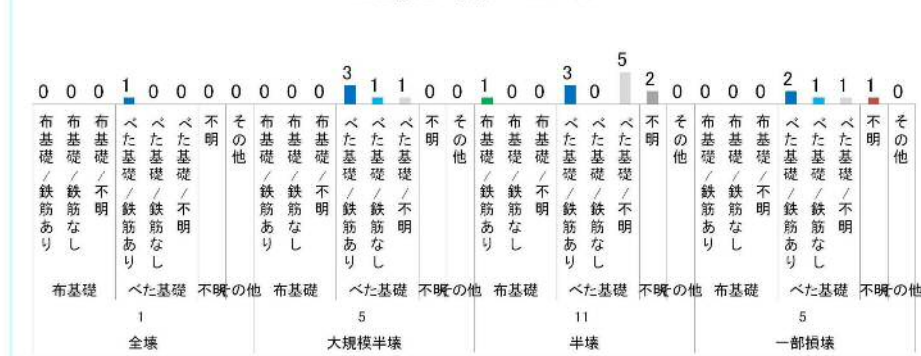 0 0 0 1 0 0 0 0 0 0 0 3 1 1 0 0 1 0 0 3 0 5 2 0 0 0 0 2 1 1 1 0
布基礎/鉄筋あり 布基礎/鉄筋なし 布基礎/不明 べた基礎/鉄筋あり べた基礎/鉄筋なし べた基礎/不明 不明 その他 布基礎/鉄筋あり 布基礎/鉄筋なし 布基礎/不明 べた基礎/鉄筋あり べた基礎/鉄筋なし べた基礎/不明 不明 その他 布基礎/鉄筋あり 布基礎/鉄筋なし 布基礎/不明 べた基礎/鉄筋あり べた基礎/鉄筋なし べた基礎/不明 不明 その他 布基礎/鉄筋あり 布基礎/鉄筋なし 布基礎/不明 べた基礎/鉄筋あり べた基礎/鉄筋なし べた基礎/不明 不明 その他
布基礎 べた基礎 不明 その他 布基礎 べた基礎 不明 その他 布基礎 べた基礎 不明 その他 布基礎 べた基礎 不明 その他
1 5 11 5
全壊 大規模半壊 半壊 一部損壊